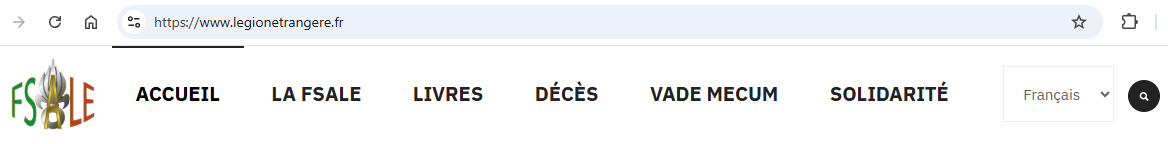 https://www.legionetrangere.fr
FSALE
ACCUEIL LA FSALE LIVRES DÉCÈS VADE MECUM SOLIDARITÉ Français